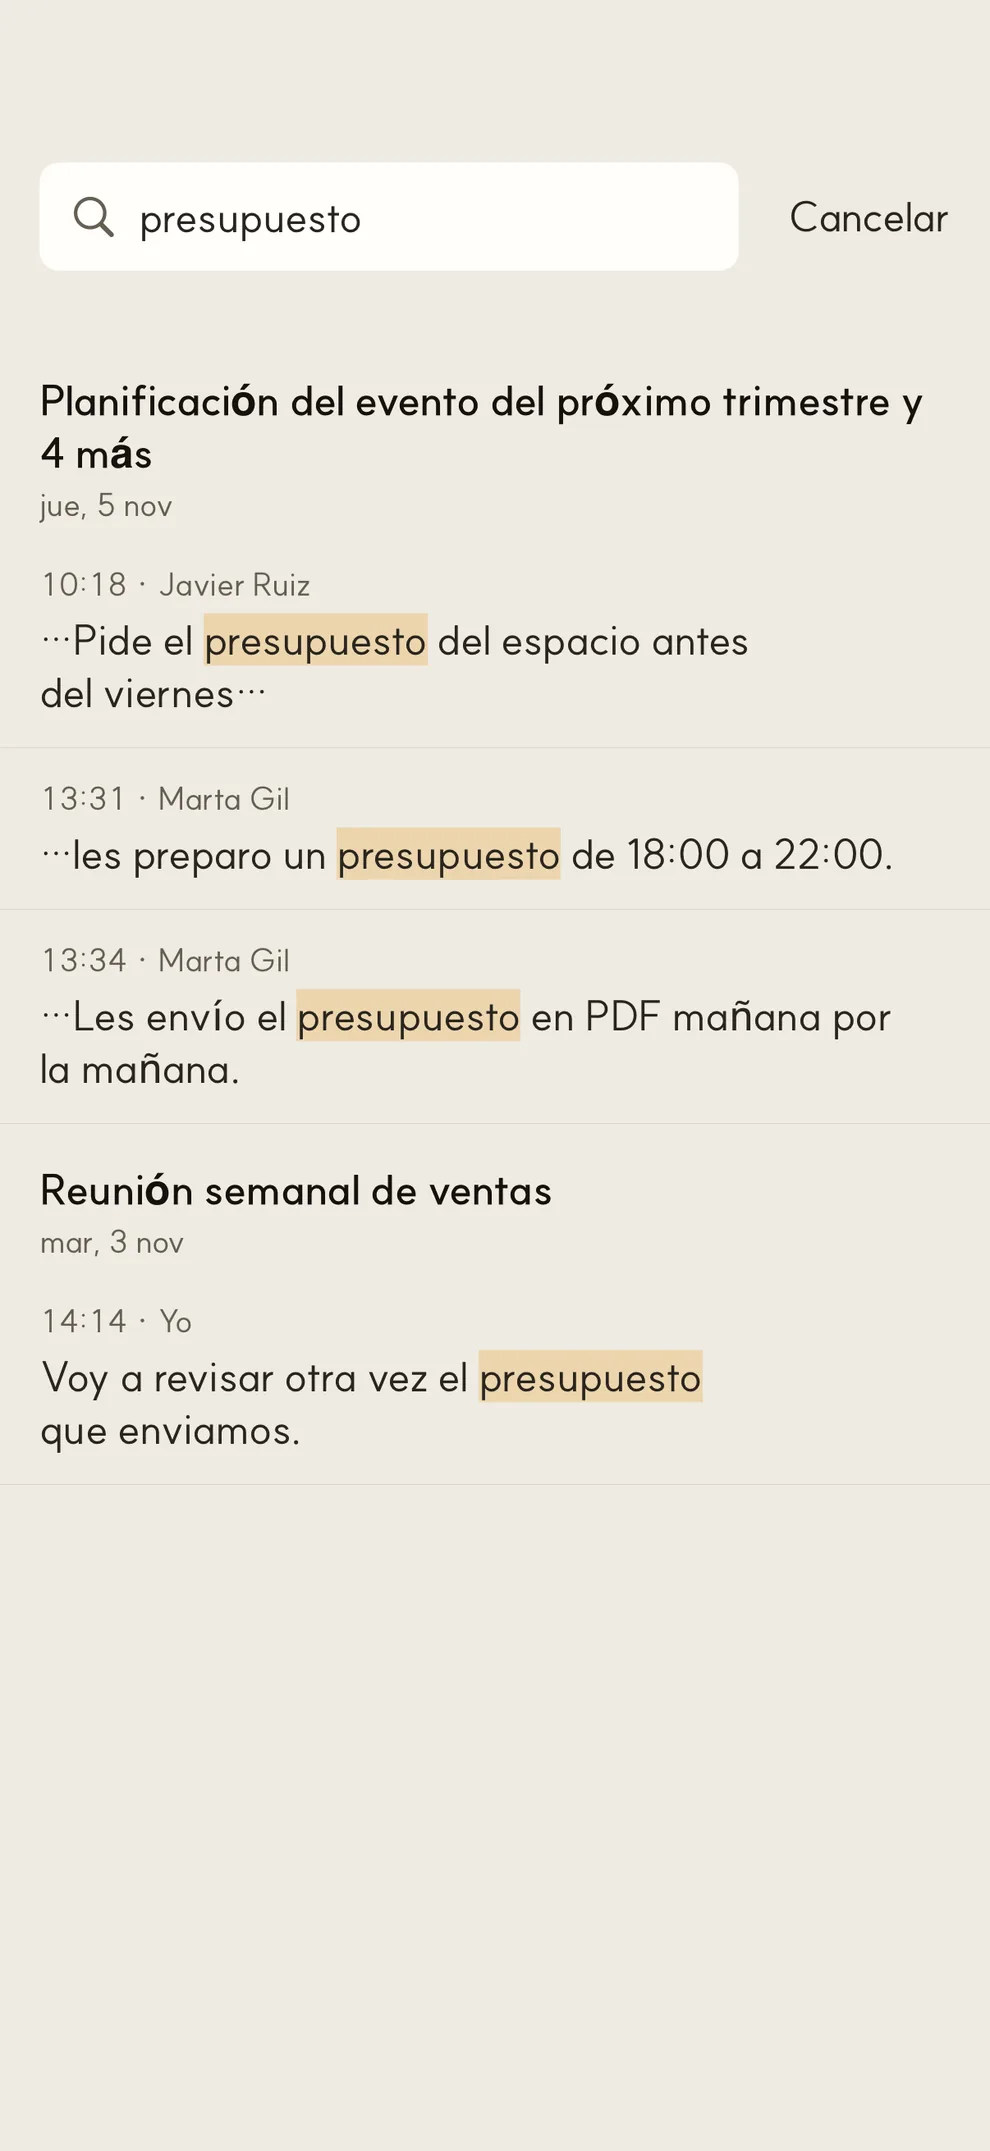 presupuesto
Cancelar
Planificación del evento del próximo trimestre y
4 más
jue, 5 nov
10:18 · Javier Ruiz
···Pide el presupuesto del espacio antes
del viernes···
13:31 · Marta Gil
···les preparo un presupuesto de 18:00 a 22:00.
13:34 · Marta Gil
···Les envío el presupuesto en PDF mañana por
la mañana.
Reunión semanal de ventas
mar, 3 nov
14:14 · Yo
Voy a revisar otra vez el presupuesto
que enviamos.